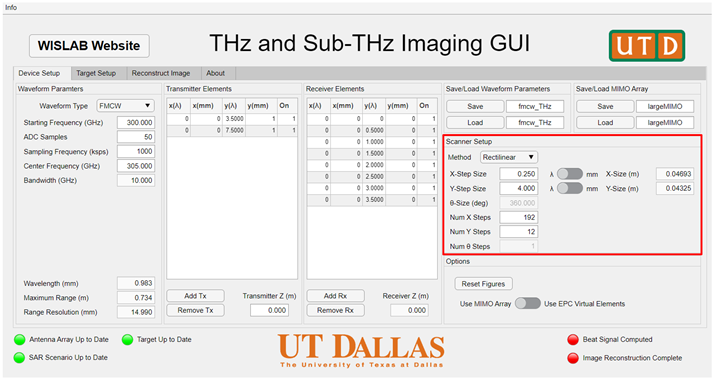 Info
WISLAB Website
THz and Sub-THz Imaging GUI
UTD
Device Setup Target Setup Reconstruct Image About
Waveform Paramters
Waveform Type FMCW
Starting Frequency (GHz) 300.000
ADC Samples 50
Sampling Frequency (ksps) 1000
Center Frequency (GHz) 305.000
Bandwidth (GHz) 10.000
Wavelength (mm) 0.983
Maximum Range (m) 0.734
Range Resolution (mm) 14.990
Transmitter Elements
x(λ) x(mm) y(λ) y(mm) On
0 0 3.5000 1 1
0 0 7.5000 1 1
Add Tx Transmitter Z (m)
Remove Tx 0.000
Receiver Elements
x(λ) x(mm) y(λ) y(mm) On
0 0 0 0 1
0 0 0.5000 0 1
0 0 1.0000 0 1
0 0 1.5000 0 1
0 0 2.0000 0 1
0 0 2.5000 0 1
0 0 3.0000 0 1
0 0 3.5000 0 1
Add Rx Receiver Z (m)
Remove Rx 0.000
Save/Load Waveform Parameters
Save fmcw_THz
Load fmcw_THz
Save/Load MIMO Array
Save largeMIMO
Load largeMIMO
Scanner Setup
Method Rectilinear
X-Step Size 0.250 λ mm X-Size (m) 0.04693
Y-Step Size 4.000 λ mm Y-Size (m) 0.04325
θ-Size (deg) 360.000
Num X Steps 192
Num Y Steps 12
Num θ Steps 1
Options
Reset Figures
Use MIMO Array Use EPC Virtual Elements
Antenna Array Up to Date Target Up to Date
SAR Scenario Up to Date
UT DALLAS
The University of Texas at Dallas
Beat Signal Computed
Image Reconstruction Complete